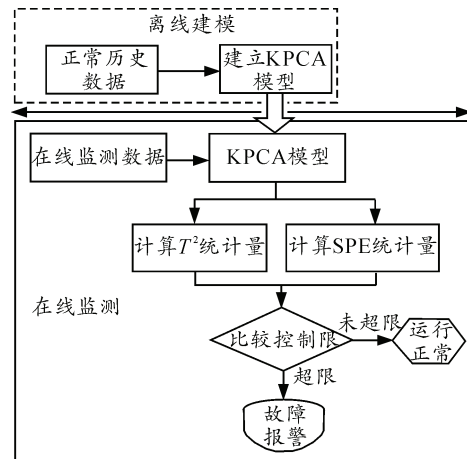 离线建模
正常历史
数据
建立KPCA
模型
在线监测数据
KPCA模型
计算T²统计量
计算SPE统计量
在线监测
比较控制限
未超限
运行
正常
超限
故障
报警